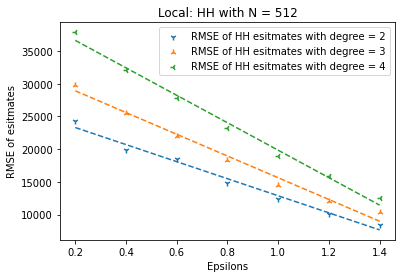 Local: HH with N = 512
RMSE of HH esitmates with degree = 2
RMSE of HH esitmates with degree = 3
RMSE of HH esitmates with degree = 4
RMSE of esitmates
35000
30000
25000
20000
15000
10000
0.2 0.4 0.6 0.8 1.0 1.2 1.4
Epsilons